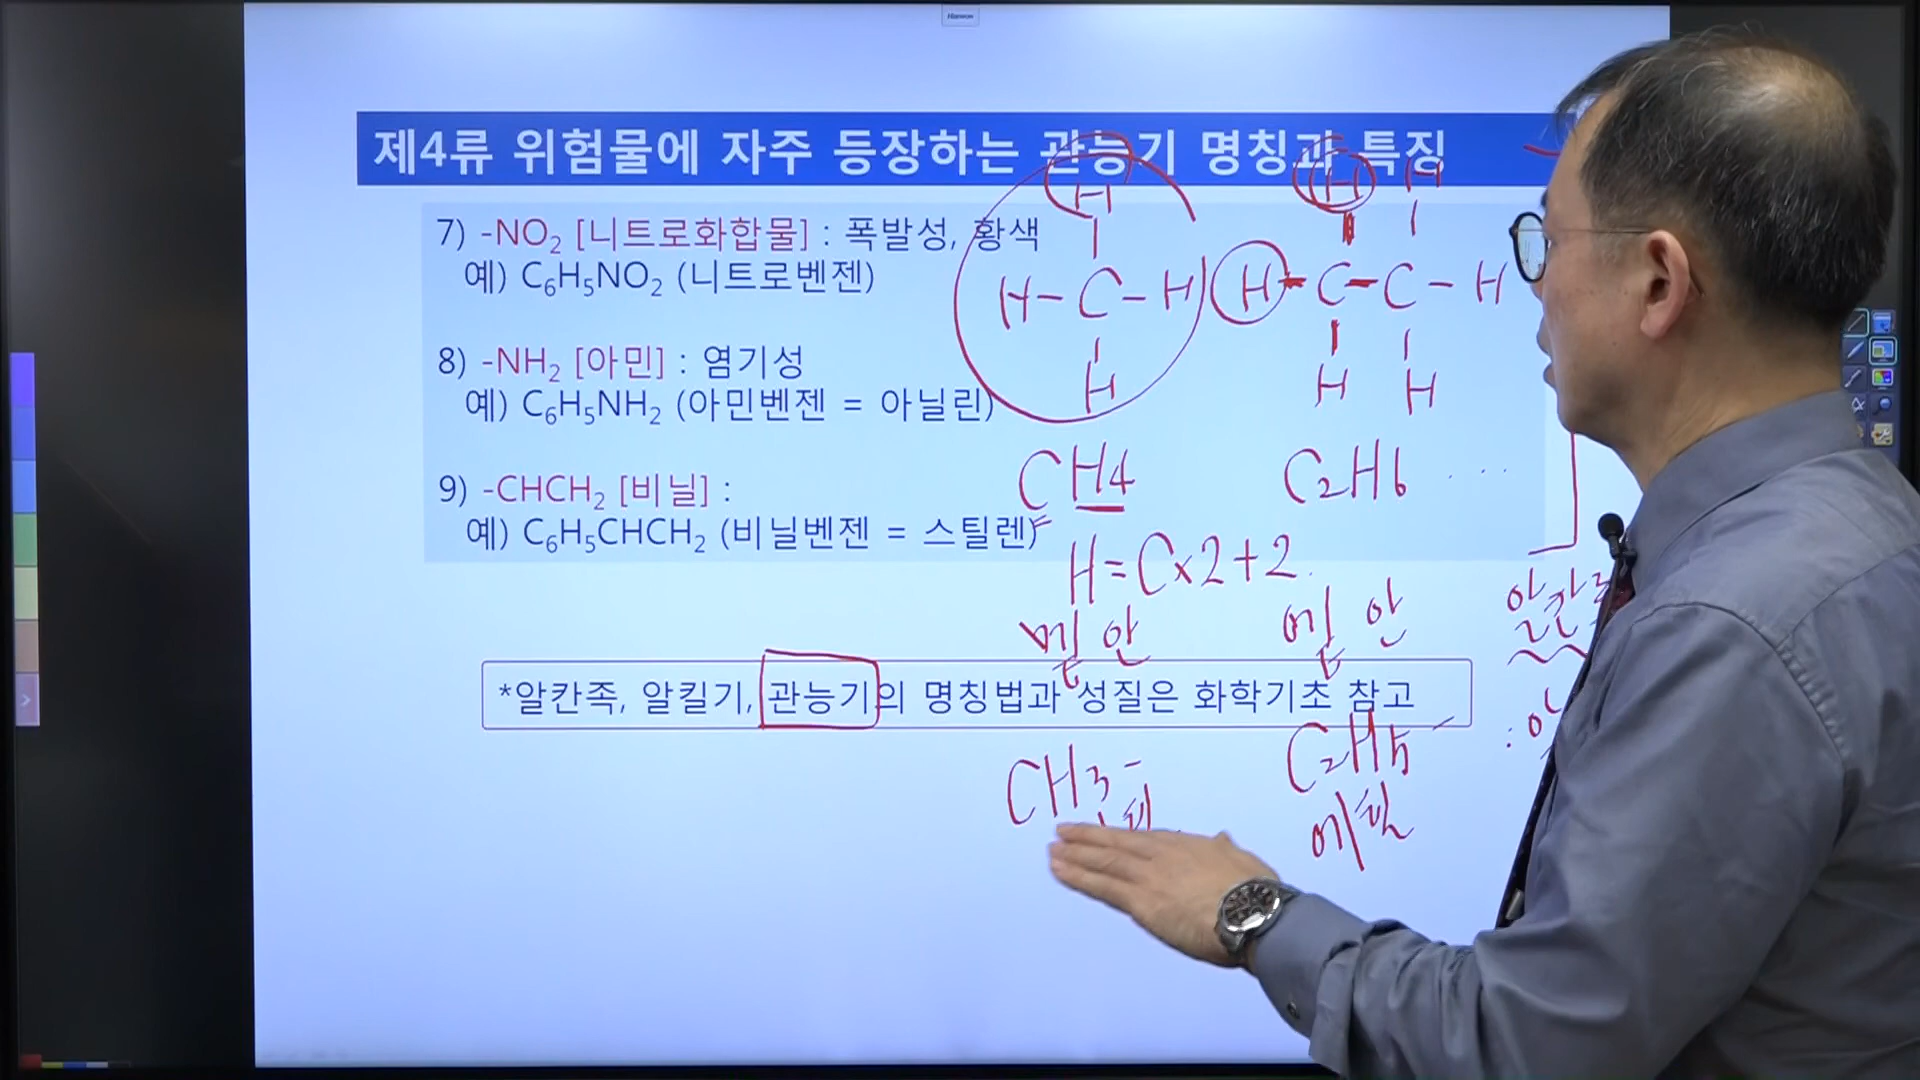 Hanwon
제4류 위험물에 자주 등장하는 관능기 명칭과 특징
7) -NO2 [니트로화합물] : 폭발성, 황색
예) C6H5NO2 (니트로벤젠)
8) -NH2 [아민] : 염기성
예) C6H5NH2 (아민벤젠 = 아닐린)
9) -CHCH2 [비닐] :
예) C6H5CHCH2 (비닐벤젠 = 스틸렌)
*알칸족, 알킬기, 관능기의 명칭법과 성질은 화학기초 참고
H H H
H - C - H H - C - C - H
H H H
CH4 C2H6 ...
H=C×2+2
메탄 에탄
CH3- C2H5-
에틸